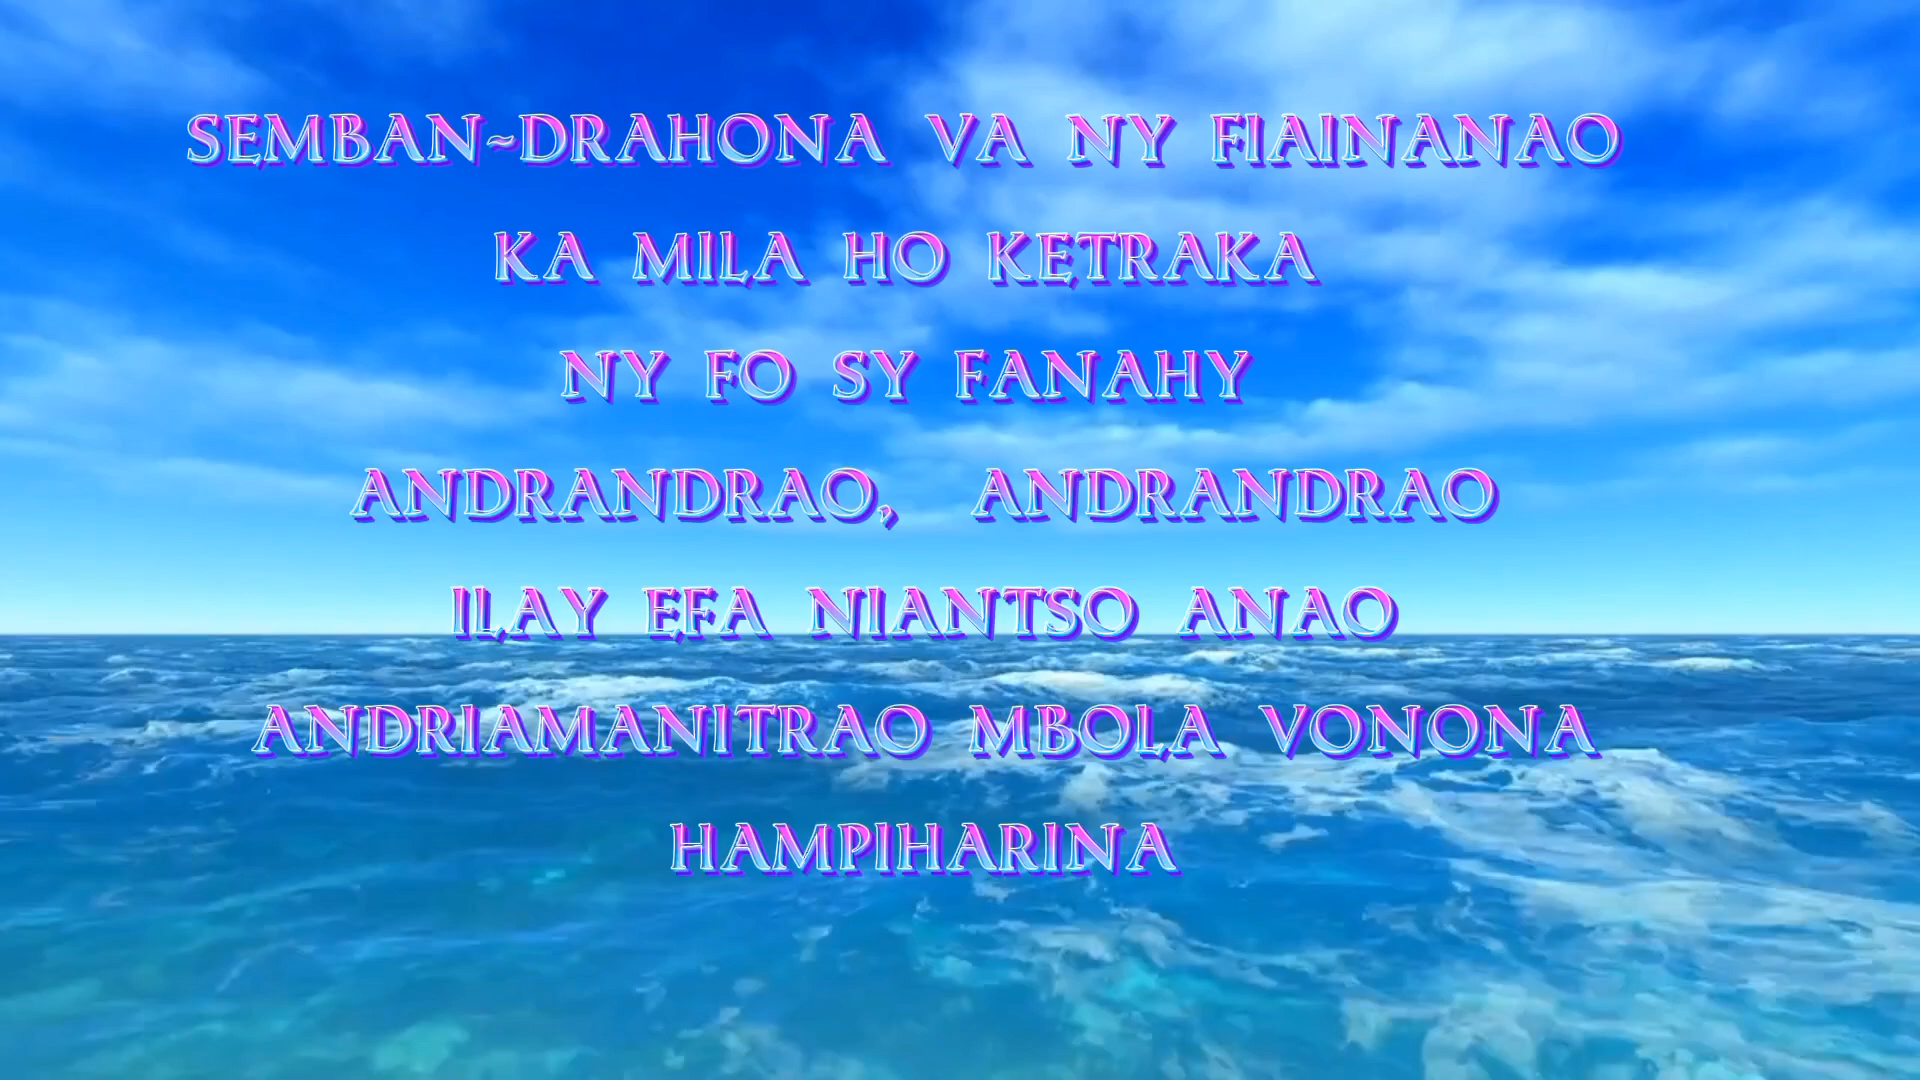 SEMBAN~DRAHONA VA NY FIAINANAO
KA MILA HO KETRAKA
NY FO SY FANAHY
ANDRANDRAO, ANDRANDRAO
ILAY EFA NIANTSO ANAO
ANDRIAMANITRAO MBOLA VONONA
HAMPIHARINA